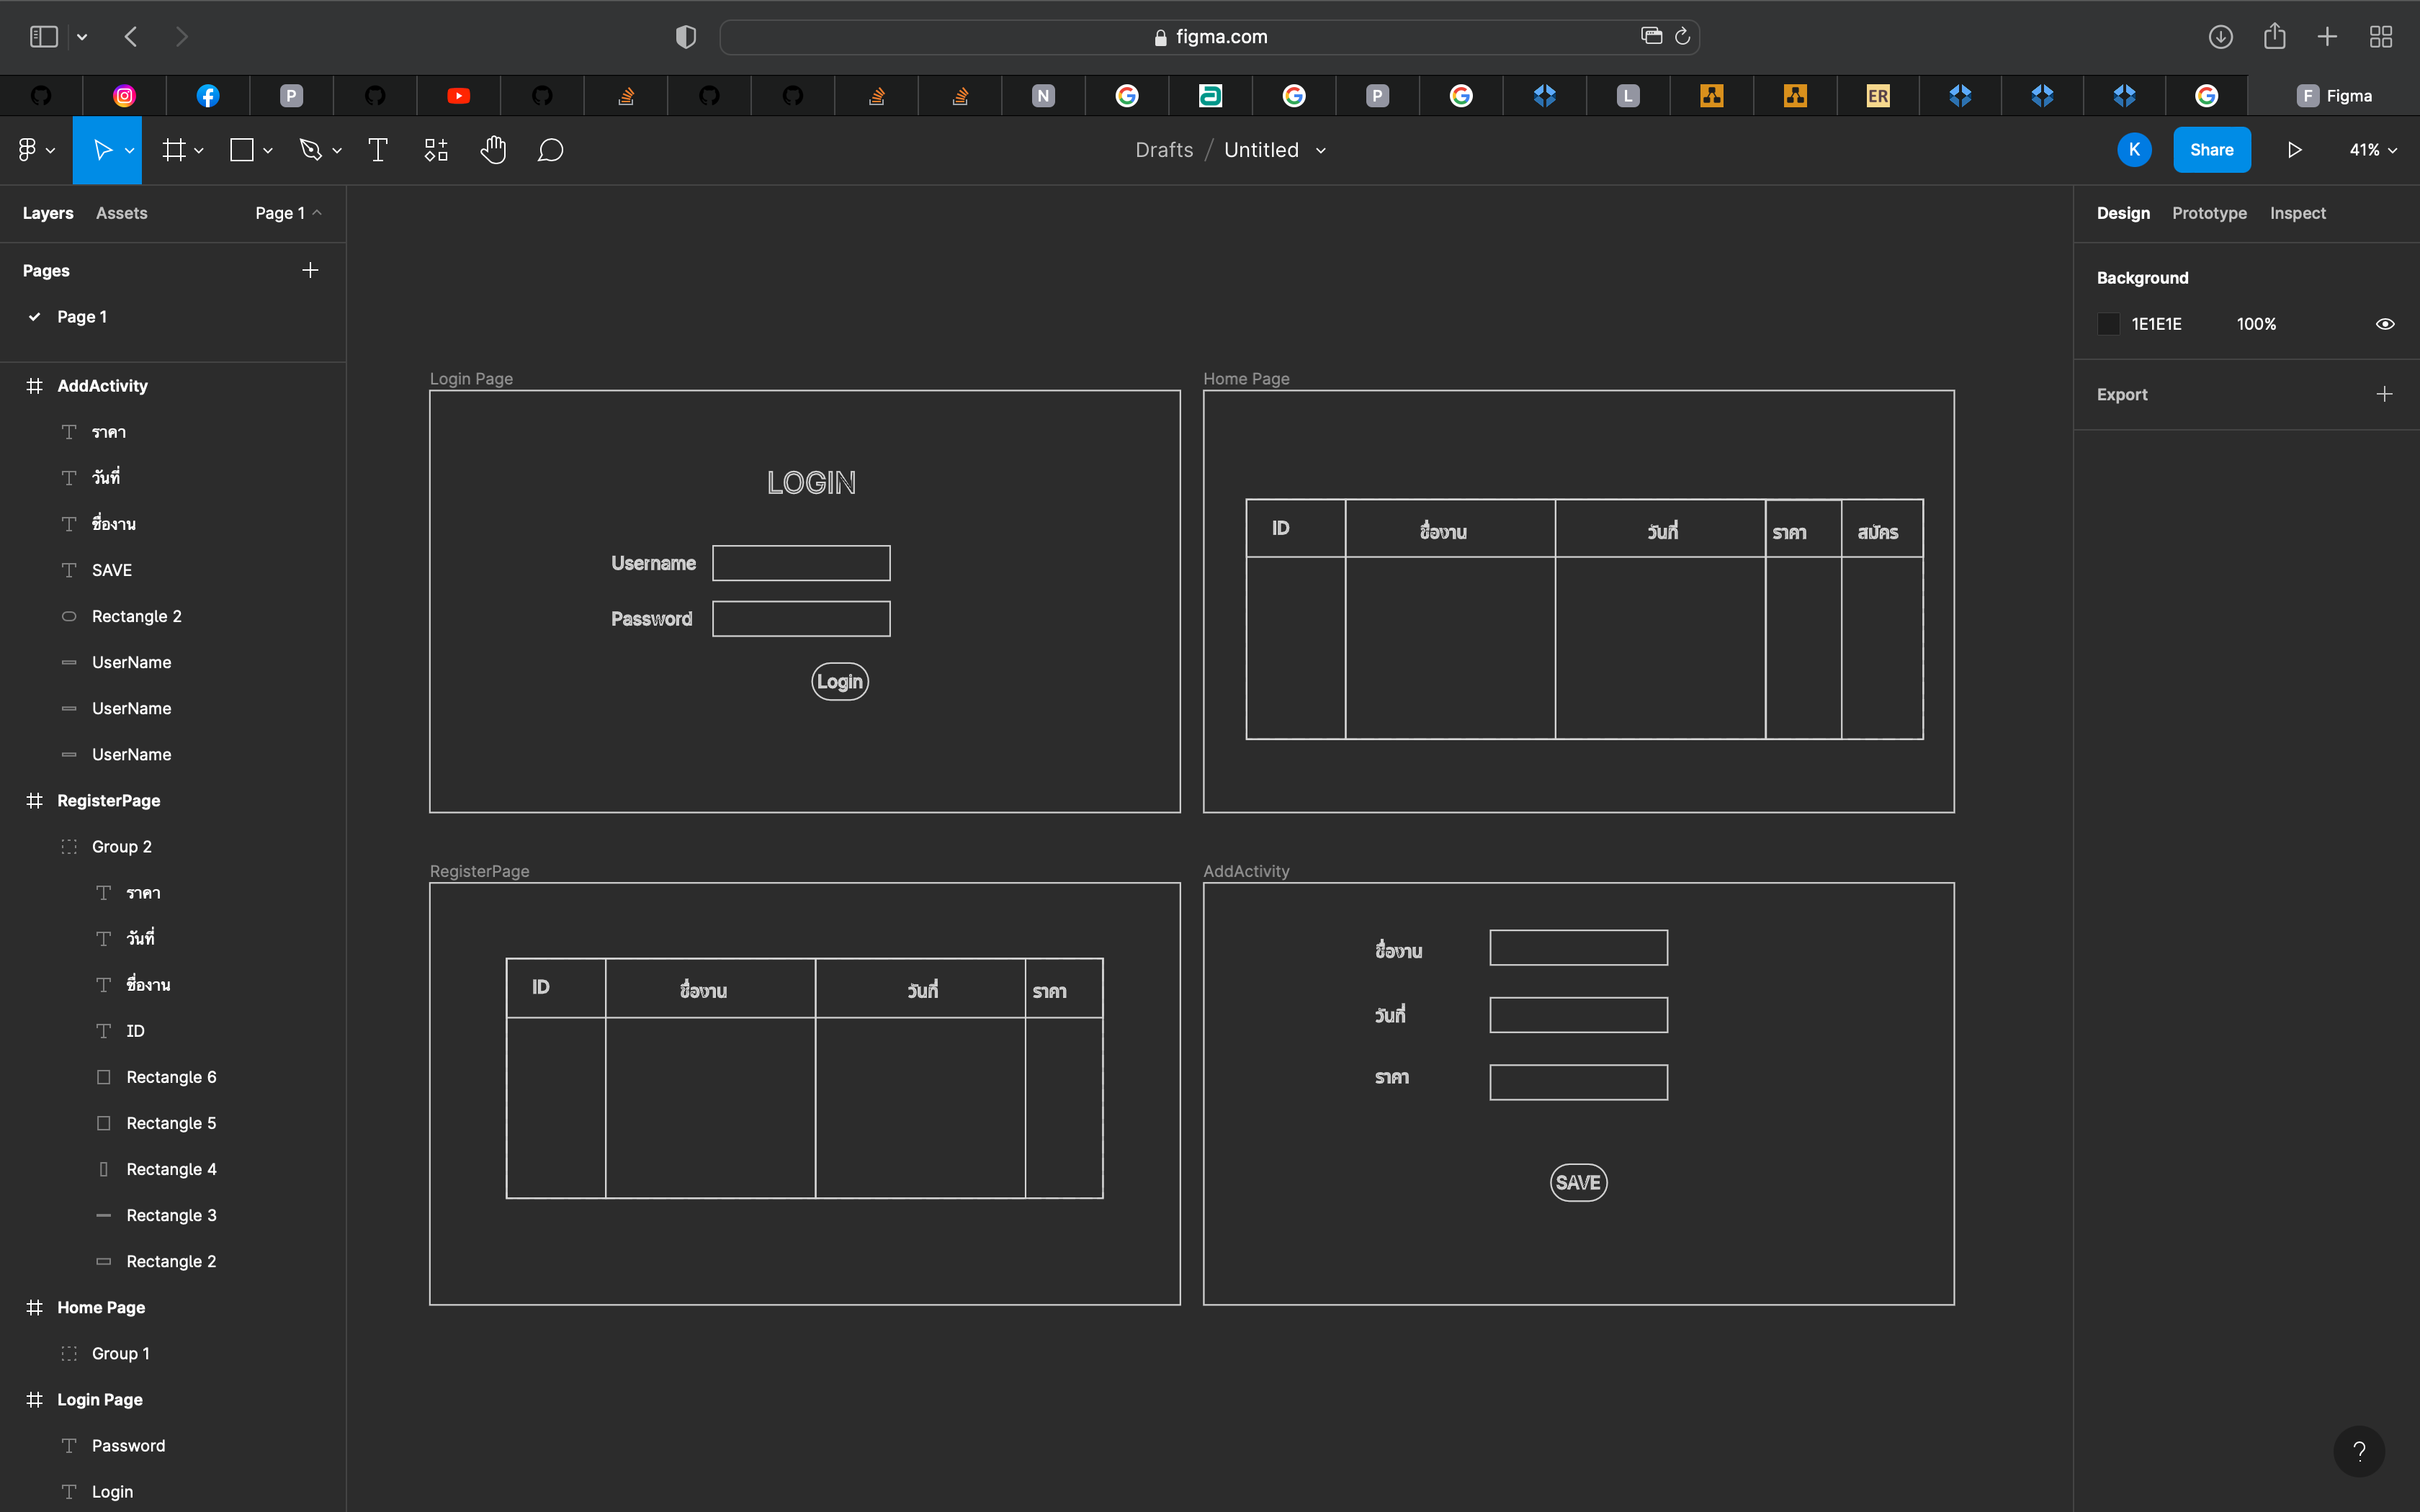 figma.com
P
N
P
L
ER
F Figma
Drafts / Untitled
K
Share
41%
Layers
Assets
Page 1
Pages
Page 1
AddActivity
ราคา
วันที่
ชื่องาน
SAVE
Rectangle 2
UserName
UserName
UserName
RegisterPage
Group 2
ราคา
วันที่
ชื่องาน
ID
Rectangle 6
Rectangle 5
Rectangle 4
Rectangle 3
Rectangle 2
Home Page
Group 1
Login Page
Password
Login
Login Page
LOGIN
Username
Password
Login
Home Page
ID ชื่องาน วันที่ ราคา สมัคร
RegisterPage
ID ชื่องาน วันที่ ราคา
AddActivity
ชื่องาน
วันที่
ราคา
SAVE
Design Prototype Inspect
Background
1E1E1E 100%
Export
?